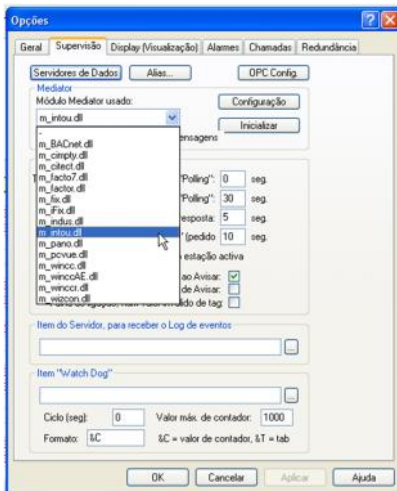 Opções
Geral Supervisão Display (Visualização) Alarmes Chamadas Redundância
Servidores de Dados Alias... OPC Config.
Mediator
Módulo Mediator usado: Configuração
m_intou.dll Inicializar
-
m_BACnet.dll
m_cimply.dll
m_citect.dll
m_facto7.dll "Polling": 0 seg.
m_factor.dll
m_fix.dll "Polling": 30 seg.
m_iFix.dll
m_indus.dll resposta: 5 seg.
m_intou.dll (pedido 10 seg.
m_pano.dll
m_pcvue.dll estação activa
m_wincc.dll ao Avisar:
m_winccAE.dll de Avisar:
m_winccr.dll
m_wizcon.dll de tag:
Item do Servidor, para receber o Log de eventos
...
Item "Watch Dog"
...
Ciclo (seg): 0 Valor máx. de contador: 1000
Formato: &C &C = valor de contador, &T = tab
OK Cancelar Aplicar Ajuda